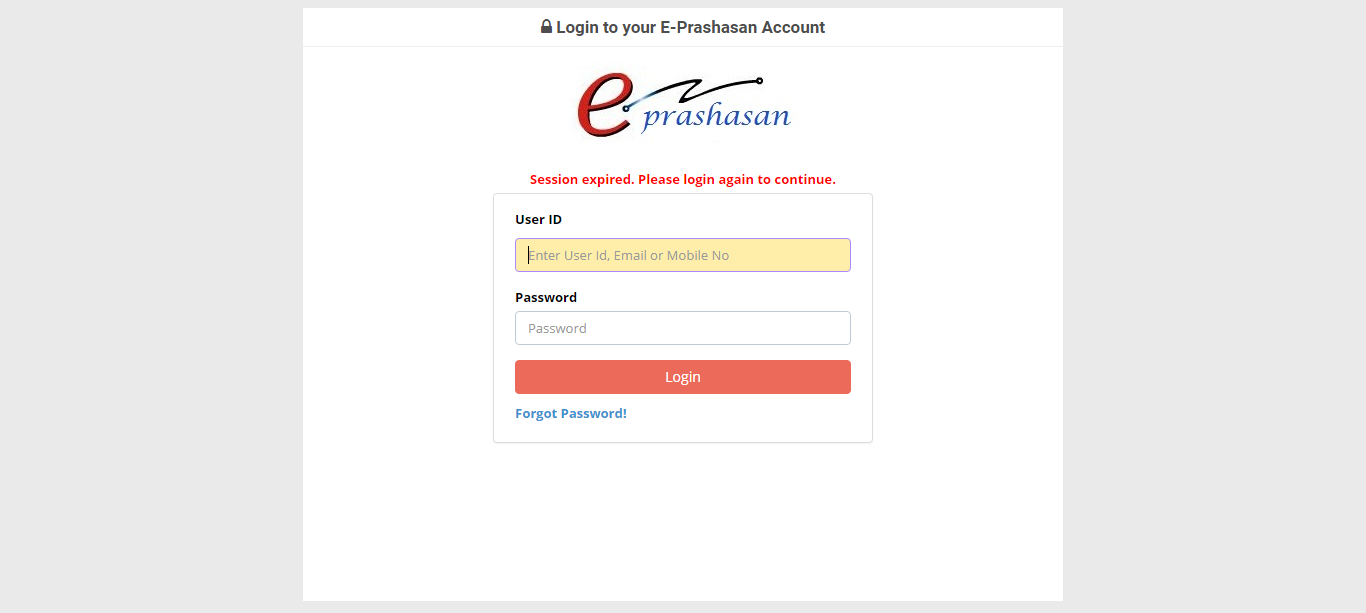 Login to your E-Prashasan Account
e prashasan
Session expired. Please login again to continue.
User ID
Enter User Id, Email or Mobile No
Password
Password
Login
Forgot Password!